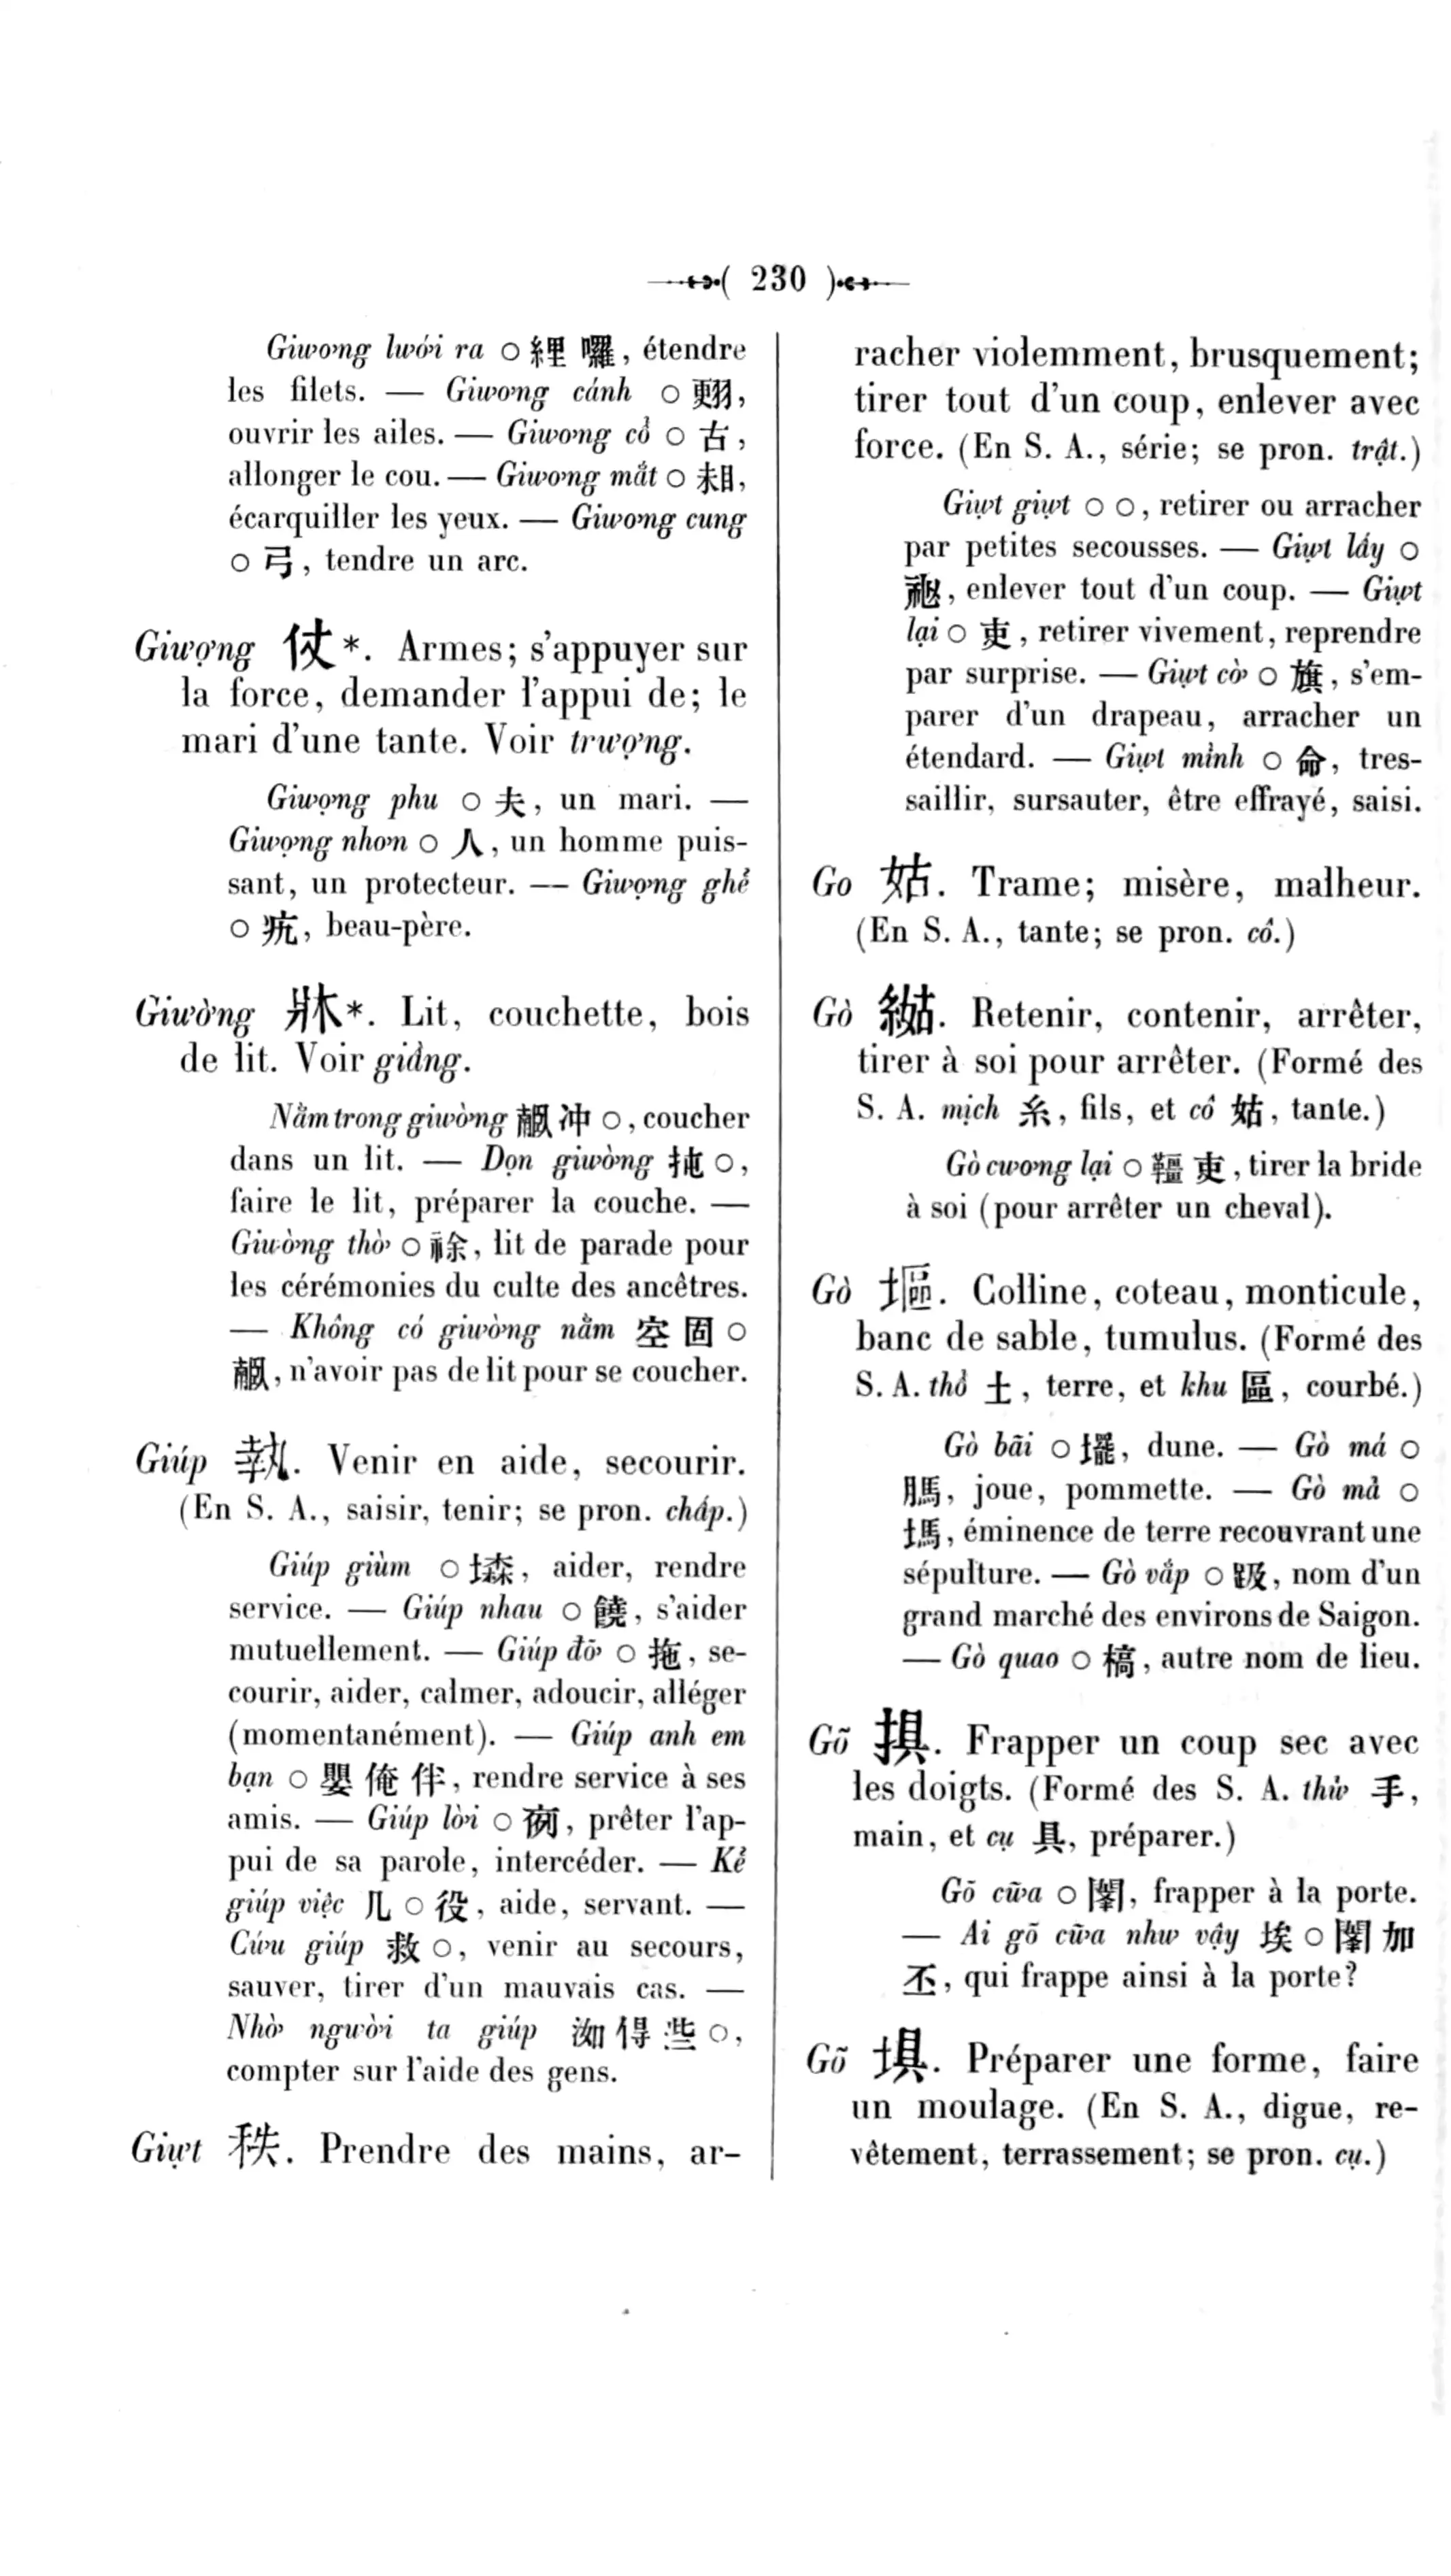 ( 230 )
Giương lưới ra ○ 纆 囉, étendre
les filets. — Giương cánh ○ 𦑃,
ouvrir les ailes. — Giương cổ ○ 古,
allonger le cou. — Giương mắt ○ 𥅘,
écarquiller les yeux. — Giương cung
○ 弓, tendre un arc.
Giượng 仗*. Armes; s'appuyer sur
la force, demander l'appui de; le
mari d'une tante. Voir trượng.
Giượng phu ○ 夫, un mari. —
Giượng nhơn ○ 人, un homme puis-
sant, un protecteur. — Giượng ghẻ
○ 疣, beau-père.
Giường 牀*. Lit, couchette, bois
de lit. Voir giàng.
Nằm trong giường 冲 ○, coucher
dans un lit. — Dọn giường ○,
faire le lit, préparer la couche. —
Giường thờ ○ 䄖, lit de parade pour
les cérémonies du culte des ancêtres.
— Không có giường nằm 空 固 ○
, n'avoir pas de lit pour se coucher.
Giúp 執. Venir en aide, secourir.
(En S. A., saisir, tenir; se pron. chấp.)
Giúp giùm ○, aider, rendre
service. — Giúp nhau ○ 饒, s'aider
mutuellement. — Giúp đỡ ○ 拖, se-
courir, aider, calmer, adoucir, alléger
(momentanément). — Giúp anh em
bạn ○ 嬰 俺 伴, rendre service à ses
amis. — Giúp lời ○, prêter l'ap-
pui de sa parole, intercéder. — Kẻ
giúp việc 几 ○ 役, aide, servant. —
Cứu giúp 救 ○, venir au secours,
sauver, tirer d'un mauvais cas. —
Nhờ người ta giúp 洳 㝵 些 ○,
compter sur l'aide des gens.
Giựt 秩. Prendre des mains, ar-
racher violemment, brusquement;
tirer tout d'un coup, enlever avec
force. (En S. A., série; se pron. trật.)
Giựt giựt ○ ○, retirer ou arracher
par petites secousses. — Giựt lấy ○
, enlever tout d'un coup. — Giựt
lại ○ 吏, retirer vivement, reprendre
par surprise. — Giựt cờ ○ 旗, s'em-
parer d'un drapeau, arracher un
étendard. — Giựt mình ○ 命, tres-
saillir, sursauter, être effrayé, saisi.
Go 姑. Trame; misère, malheur.
(En S. A., tante; se pron. cô.)
Gò. Retenir, contenir, arrêter,
tirer à soi pour arrêter. (Formé des
S. A. mịch 糸, fils, et cô 姑, tante.)
Gò cương lại ○ 韁 吏, tirer la bride
à soi (pour arrêter un cheval).
Gò 塸. Colline, coteau, monticule,
banc de sable, tumulus. (Formé des
S. A. thổ 土, terre, et khu 區, courbé.)
Gò bãi ○, dune. — Gò má ○
, joue, pommette. — Gò mả ○
塢, éminence de terre recouvrant une
sépulture. — Gò vắp ○, nom d'un
grand marché des environs de Saigon.
— Gò quao ○ 槁, autre nom de lieu.
Gõ 㨿. Frapper un coup sec avec
les doigts. (Formé des S. A. thủ 手,
main, et cụ 具, préparer.)
Gõ cữa ○, frapper à la porte.
— Ai gõ cữa như vậy 埃 ○ 加
丕, qui frappe ainsi à la porte?
Gõ 埧. Préparer une forme, faire
un moulage. (En S. A., digue, re-
vêtement, terrassement; se pron. cụ.)